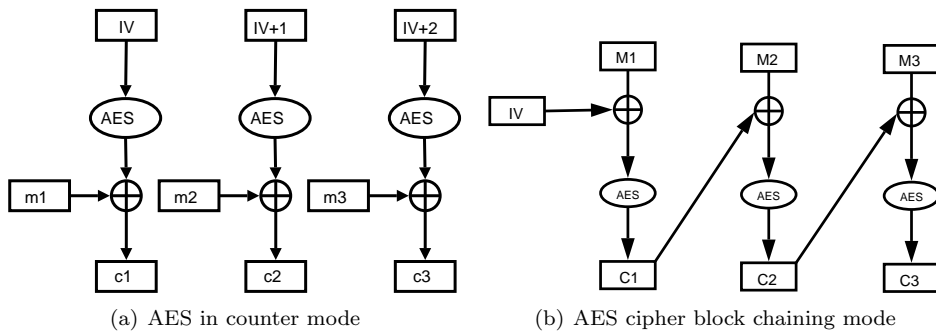 IV IV+1 IV+2
AES AES AES
m1 m2 m3
c1 c2 c3
(a) AES in counter mode
M1 M2 M3
IV
AES AES AES
C1 C2 C3
(b) AES cipher block chaining mode